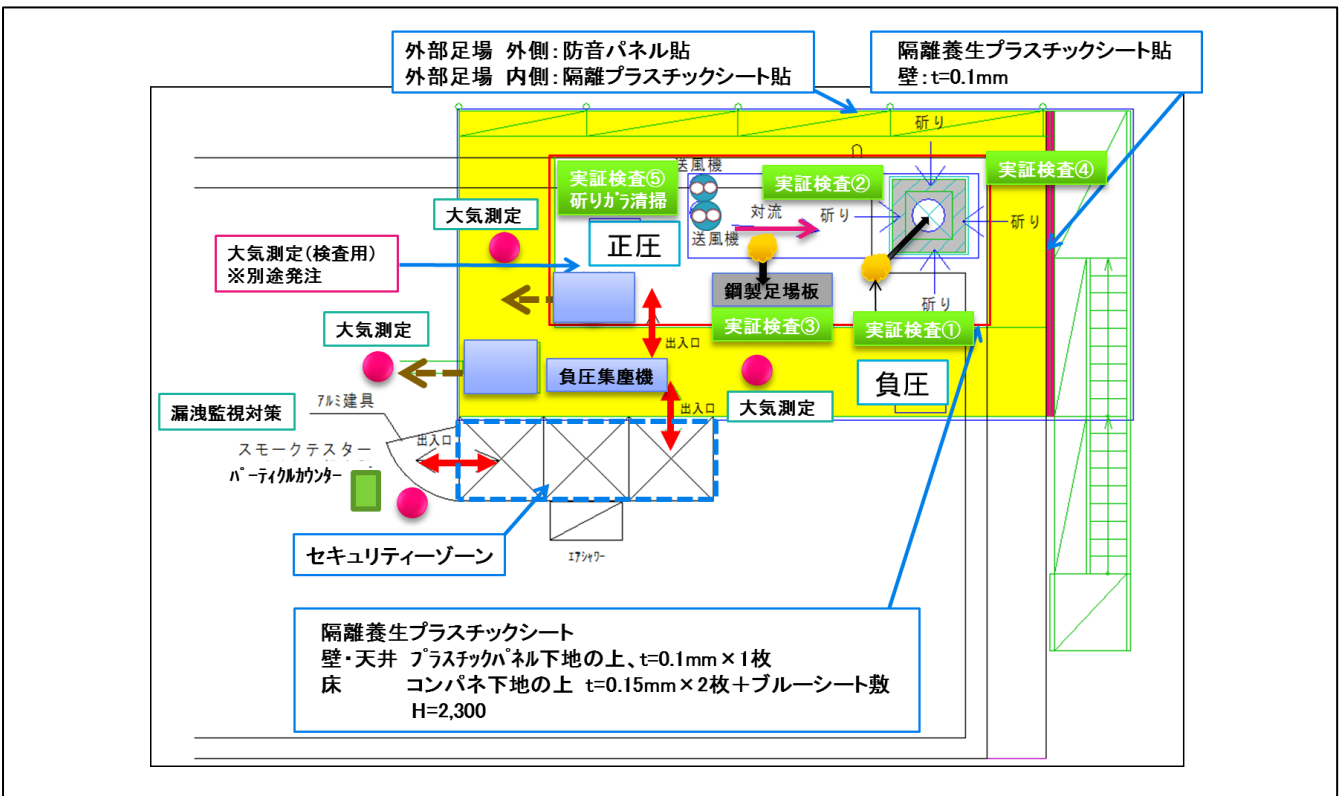 外部足場 外側:防音パネル貼
外部足場 内側:隔離プラスチックシート貼
隔離養生プラスチックシート貼
壁:t=0.1mm
斫り
送風機
実証検査⑤
斫りガラ清掃
実証検査②
実証検査④
大気測定
対流
斫り
斫り
送風機
正圧
大気測定(検査用)
※別途発注
鋼製足場板
斫り
実証検査③
実証検査①
大気測定
出入口
負圧集塵機
負圧
漏洩監視対策
アルミ建具
出入口
大気測定
出入口
スモークテスター
パーティクルカウンター
セキュリティーゾーン
エアシャワー
隔離養生プラスチックシート
壁・天井 プラスチックパネル下地の上、t=0.1mm×1枚
床 コンパネ下地の上 t=0.15mm×2枚+ブルーシート敷
H=2,300